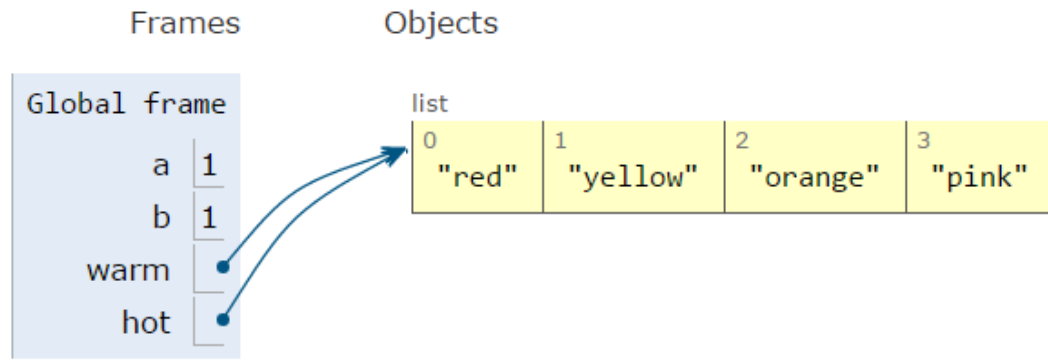 Frames Objects
Global frame
a 1
b 1
warm
hot
list
0 1 2 3
"red" "yellow" "orange" "pink"